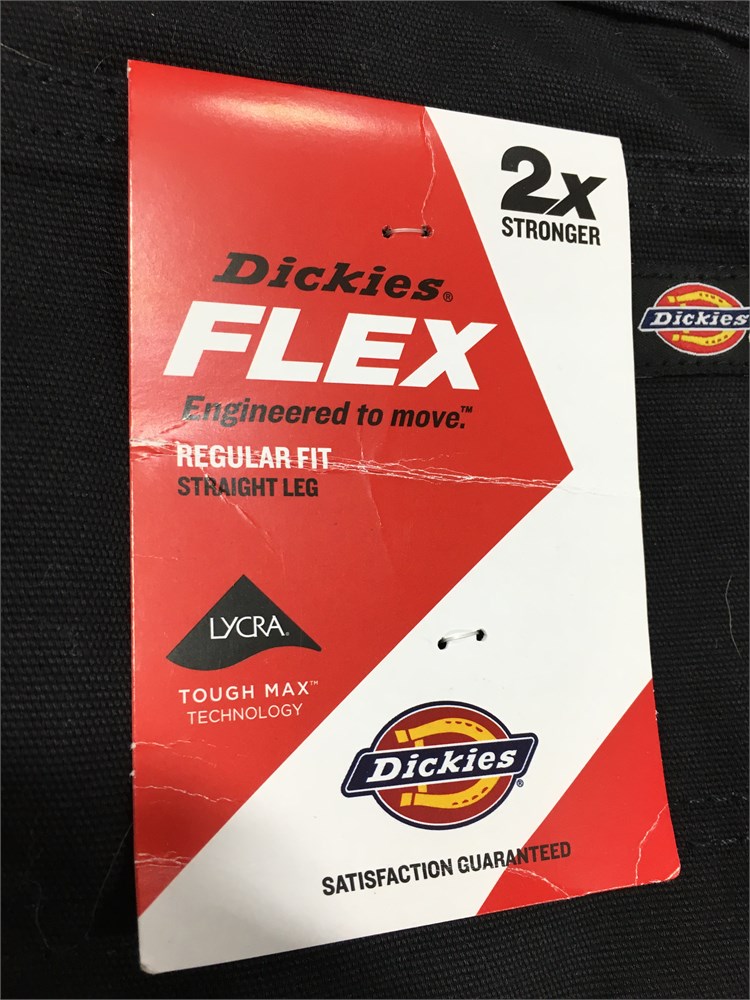 2x
STRONGER
Dickies®
FLEX
Engineered to move.™
REGULAR FIT
STRAIGHT LEG
LYCRA®
TOUGH MAX™
TECHNOLOGY
Dickies
Dickies®
SATISFACTION GUARANTEED